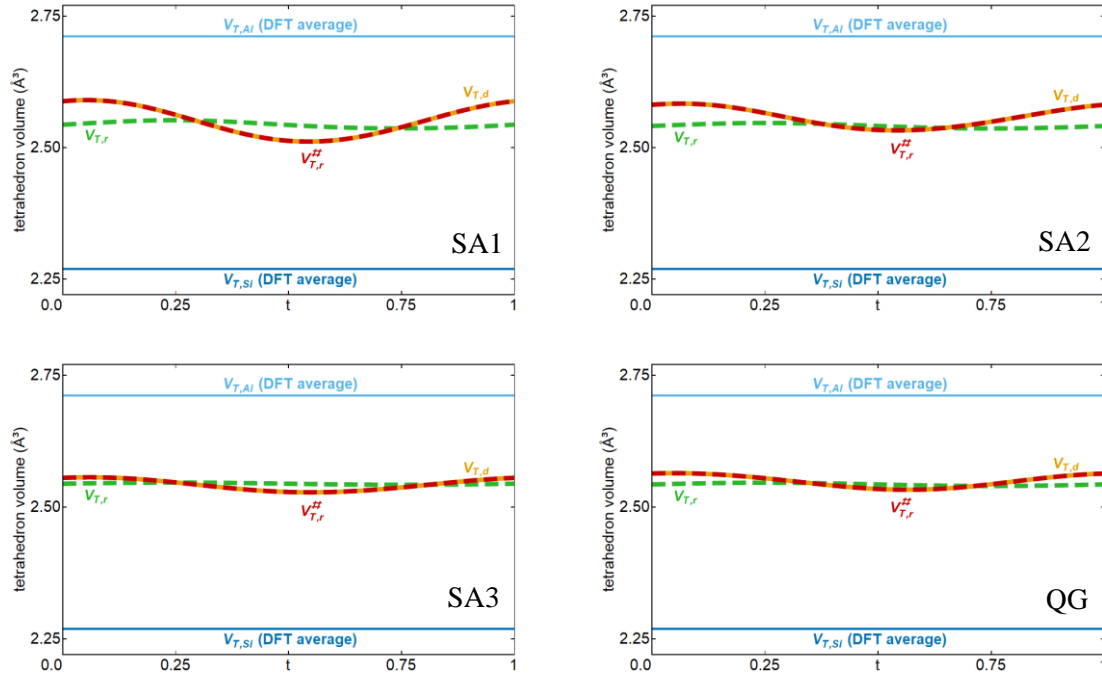 2.75
V_T,Al (DFT average)
V_T,d
2.50
V_T,r
V^#_T,r
tetrahedron volume (Å³)
SA1
2.25
V_T,Si (DFT average)
0.0
0.25
t
0.75
1
2.75
V_T,Al (DFT average)
V_T,d
2.50
V_T,r
V^#_T,r
tetrahedron volume (Å³)
SA2
2.25
V_T,Si (DFT average)
0.0
0.25
t
0.75
1
2.75
V_T,Al (DFT average)
V_T,d
2.50
V_T,r
V^#_T,r
tetrahedron volume (Å³)
SA3
2.25
V_T,Si (DFT average)
0.0
0.25
t
0.75
1
2.75
V_T,Al (DFT average)
V_T,d
2.50
V_T,r
V^#_T,r
tetrahedron volume (Å³)
QG
2.25
V_T,Si (DFT average)
0.0
0.25
t
0.75
1